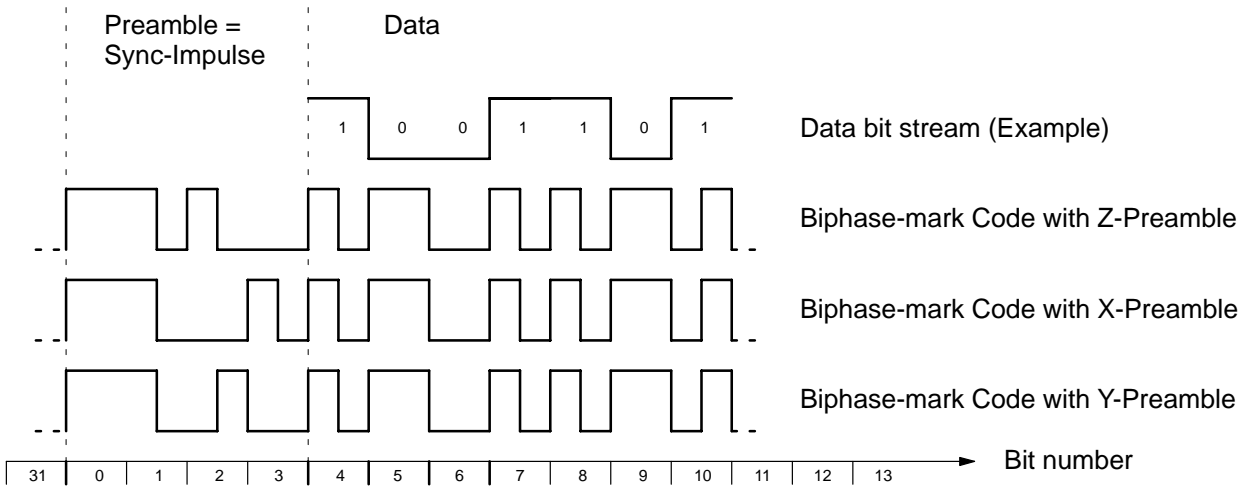 Preamble =
Sync-Impulse
Data
1 0 0 1 1 0 1
Data bit stream (Example)
Biphase-mark Code with Z-Preamble
Biphase-mark Code with X-Preamble
Biphase-mark Code with Y-Preamble
Bit number
31 0 1 2 3 4 5 6 7 8 9 10 11 12 13